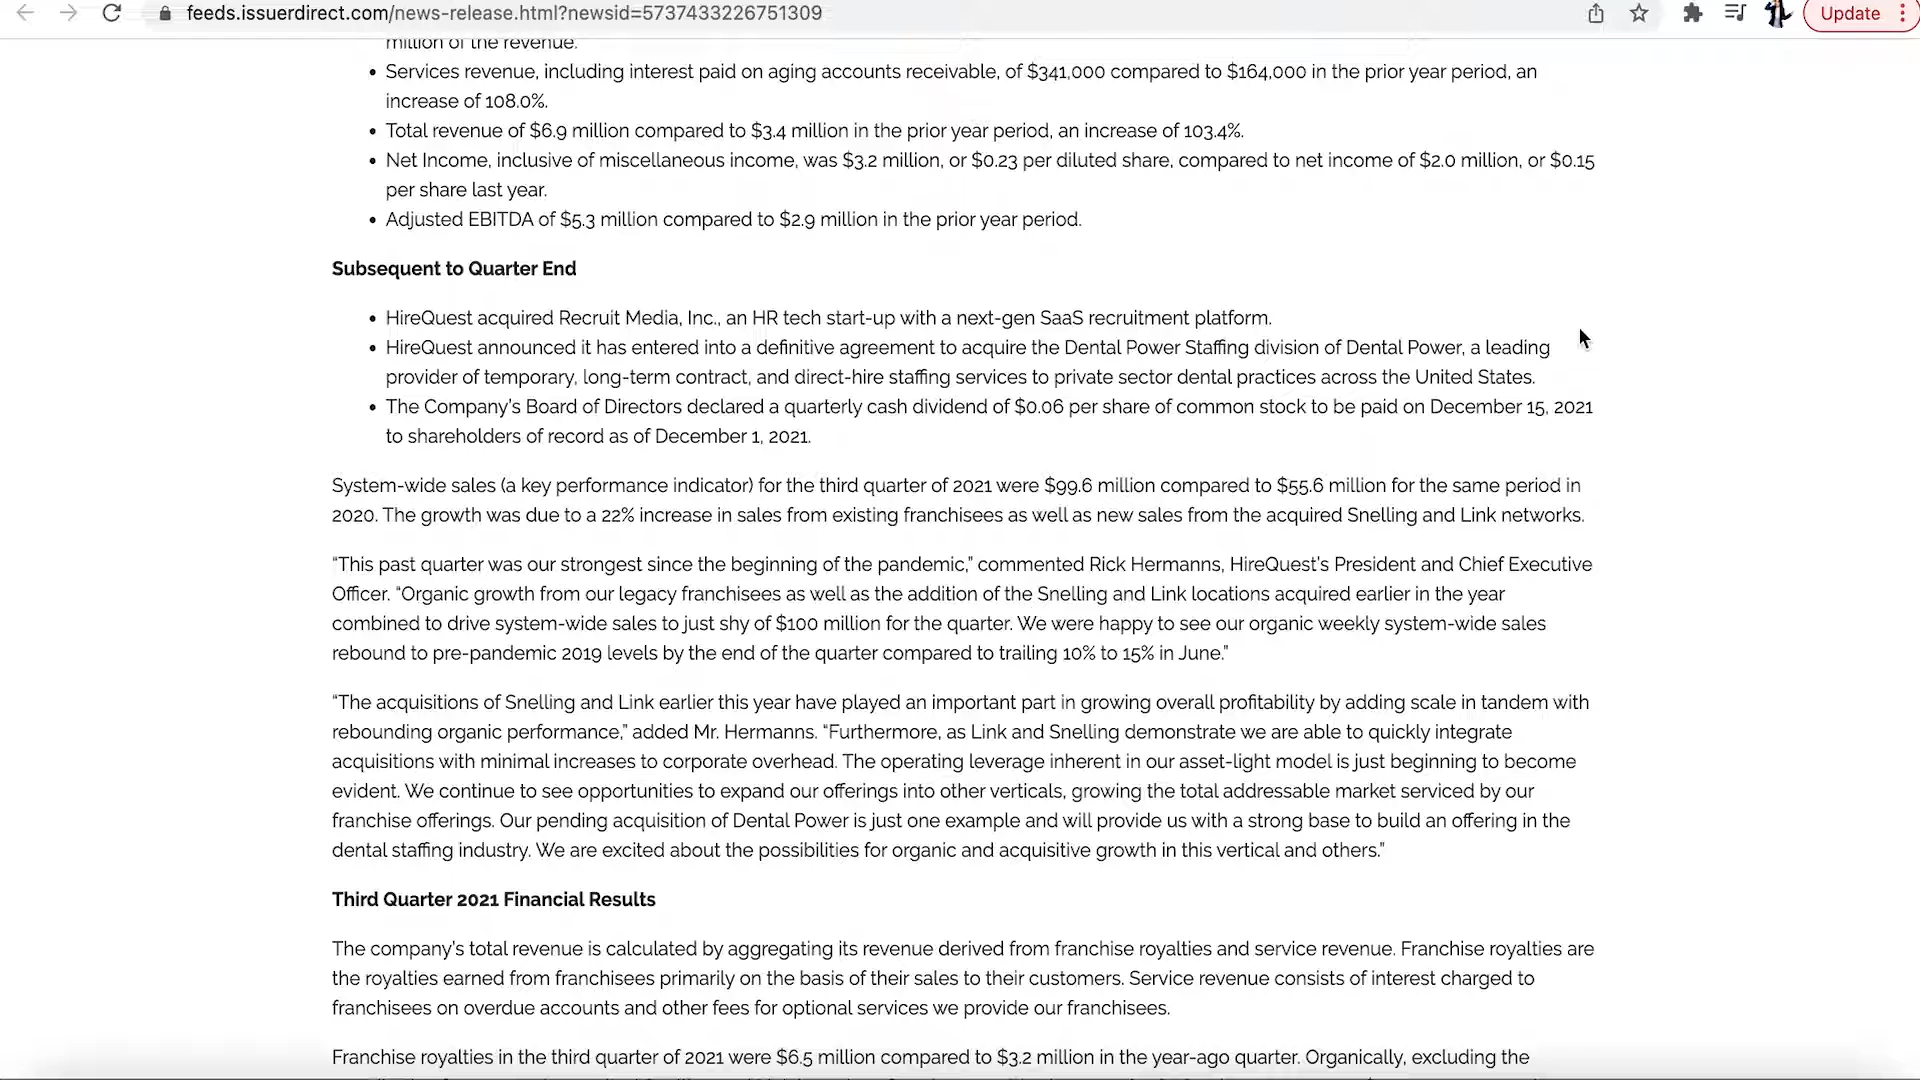 feeds.issuerdirect.com/news-release.html?newsid=5737433226751309
Update
million of the revenue.
Services revenue, including interest paid on aging accounts receivable, of $341,000 compared to $164,000 in the prior year period, an
increase of 108.0%.
Total revenue of $6.9 million compared to $3.4 million in the prior year period, an increase of 103.4%.
Net Income, inclusive of miscellaneous income, was $3.2 million, or $0.23 per diluted share, compared to net income of $2.0 million, or $0.15
per share last year.
Adjusted EBITDA of $5.3 million compared to $2.9 million in the prior year period.
Subsequent to Quarter End
HireQuest acquired Recruit Media, Inc., an HR tech start-up with a next-gen SaaS recruitment platform.
HireQuest announced it has entered into a definitive agreement to acquire the Dental Power Staffing division of Dental Power, a leading
provider of temporary, long-term contract, and direct-hire staffing services to private sector dental practices across the United States.
The Company's Board of Directors declared a quarterly cash dividend of $0.06 per share of common stock to be paid on December 15, 2021
to shareholders of record as of December 1, 2021.
System-wide sales (a key performance indicator) for the third quarter of 2021 were $99.6 million compared to $55.6 million for the same period in
2020. The growth was due to a 22% increase in sales from existing franchisees as well as new sales from the acquired Snelling and Link networks.
“This past quarter was our strongest since the beginning of the pandemic,” commented Rick Hermanns, HireQuest's President and Chief Executive
Officer. “Organic growth from our legacy franchisees as well as the addition of the Snelling and Link locations acquired earlier in the year
combined to drive system-wide sales to just shy of $100 million for the quarter. We were happy to see our organic weekly system-wide sales
rebound to pre-pandemic 2019 levels by the end of the quarter compared to trailing 10% to 15% in June.”
“The acquisitions of Snelling and Link earlier this year have played an important part in growing overall profitability by adding scale in tandem with
rebounding organic performance,” added Mr. Hermanns. “Furthermore, as Link and Snelling demonstrate we are able to quickly integrate
acquisitions with minimal increases to corporate overhead. The operating leverage inherent in our asset-light model is just beginning to become
evident. We continue to see opportunities to expand our offerings into other verticals, growing the total addressable market serviced by our
franchise offerings. Our pending acquisition of Dental Power is just one example and will provide us with a strong base to build an offering in the
dental staffing industry. We are excited about the possibilities for organic and acquisitive growth in this vertical and others.”
Third Quarter 2021 Financial Results
The company's total revenue is calculated by aggregating its revenue derived from franchise royalties and service revenue. Franchise royalties are
the royalties earned from franchisees primarily on the basis of their sales to their customers. Service revenue consists of interest charged to
franchisees on overdue accounts and other fees for optional services we provide our franchisees.
Franchise royalties in the third quarter of 2021 were $6.5 million compared to $3.2 million in the year-ago quarter. Organically, excluding the